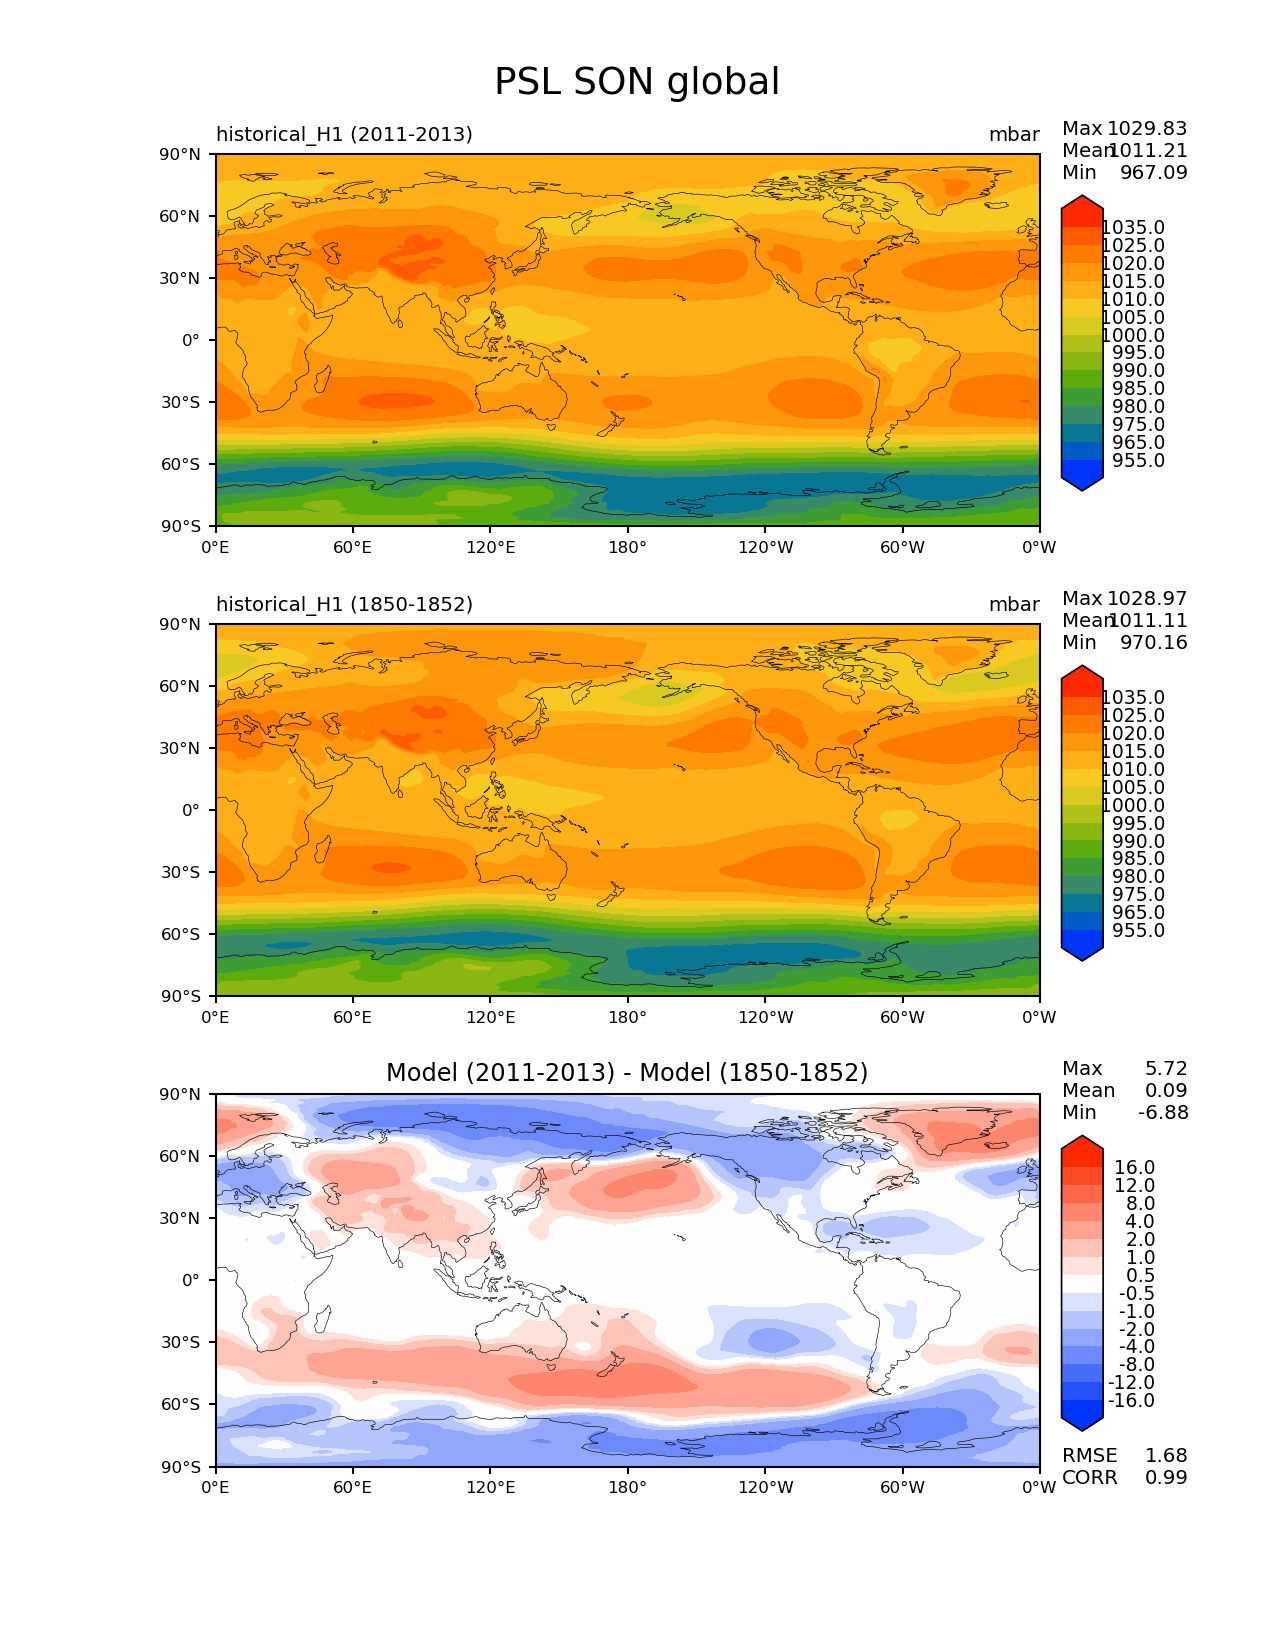 PSL SON global
historical_H1 (2011-2013) mbar
Max 1029.83
Mean 1011.21
Min 967.09
90°N
60°N
30°N
0°
30°S
60°S
90°S
0°E 60°E 120°E 180° 120°W 60°W 0°W
1035.0
1025.0
1020.0
1015.0
1010.0
1005.0
1000.0
995.0
990.0
985.0
980.0
975.0
965.0
955.0
historical_H1 (1850-1852) mbar
Max 1028.97
Mean 1011.11
Min 970.16
90°N
60°N
30°N
0°
30°S
60°S
90°S
0°E 60°E 120°E 180° 120°W 60°W 0°W
1035.0
1025.0
1020.0
1015.0
1010.0
1005.0
1000.0
995.0
990.0
985.0
980.0
975.0
965.0
955.0
Model (2011-2013) - Model (1850-1852)
Max 5.72
Mean 0.09
Min -6.88
90°N
60°N
30°N
0°
30°S
60°S
90°S
0°E 60°E 120°E 180° 120°W 60°W 0°W
16.0
12.0
8.0
4.0
2.0
1.0
0.5
-0.5
-1.0
-2.0
-4.0
-8.0
-12.0
-16.0
RMSE 1.68
CORR 0.99